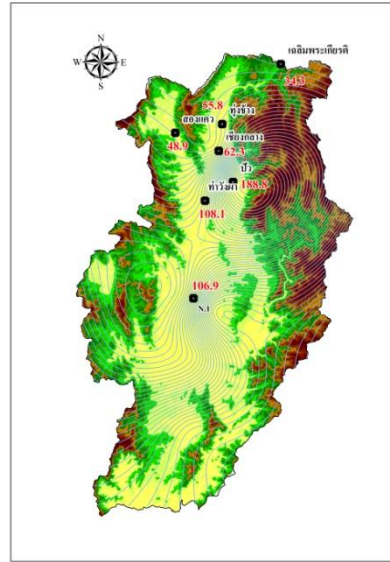 N
W E
S
เฉลิมพระเกียรติ
55.8 ทุ่งช้าง
สองแคว
48.9
เชียงกลาง
62.3
ปัว
188.8
ท่าวังผา
108.1
106.9
N.1